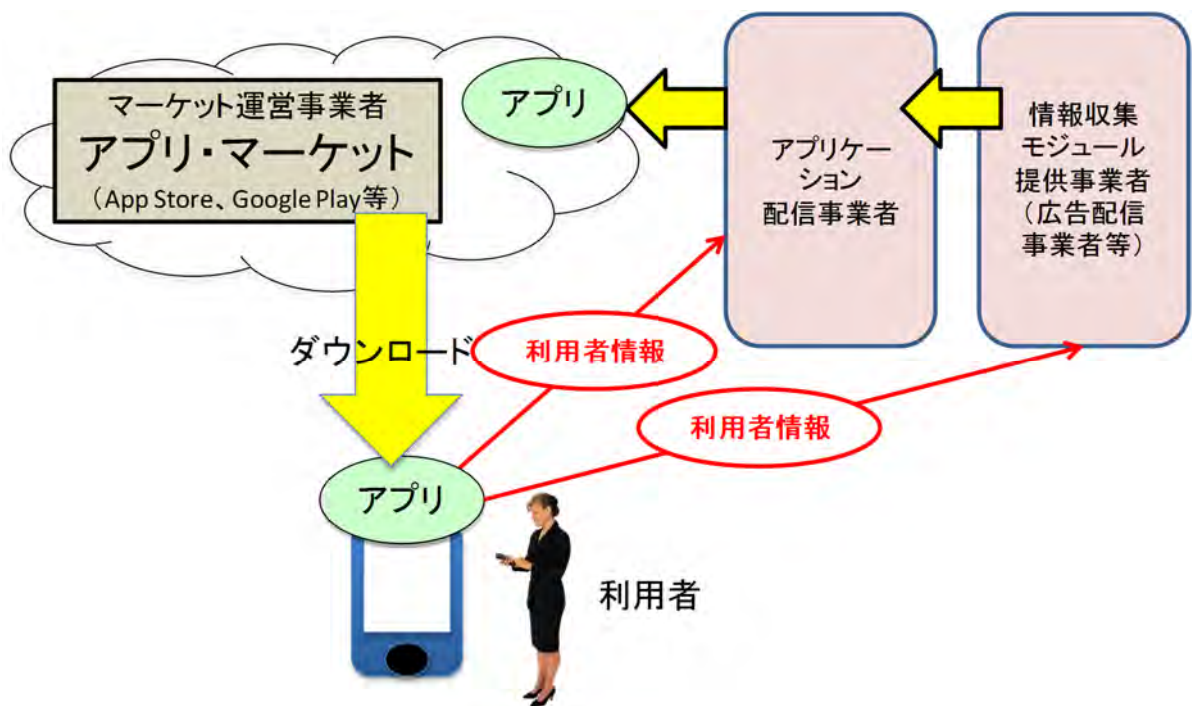 マーケット運営事業者
アプリ・マーケット
（App Store、Google Play等）
アプリ
アプリケー
ション
配信事業者
情報収集
モジュール
提供事業者
（広告配信
事業者等）
ダウンロード
利用者情報
利用者情報
アプリ
利用者